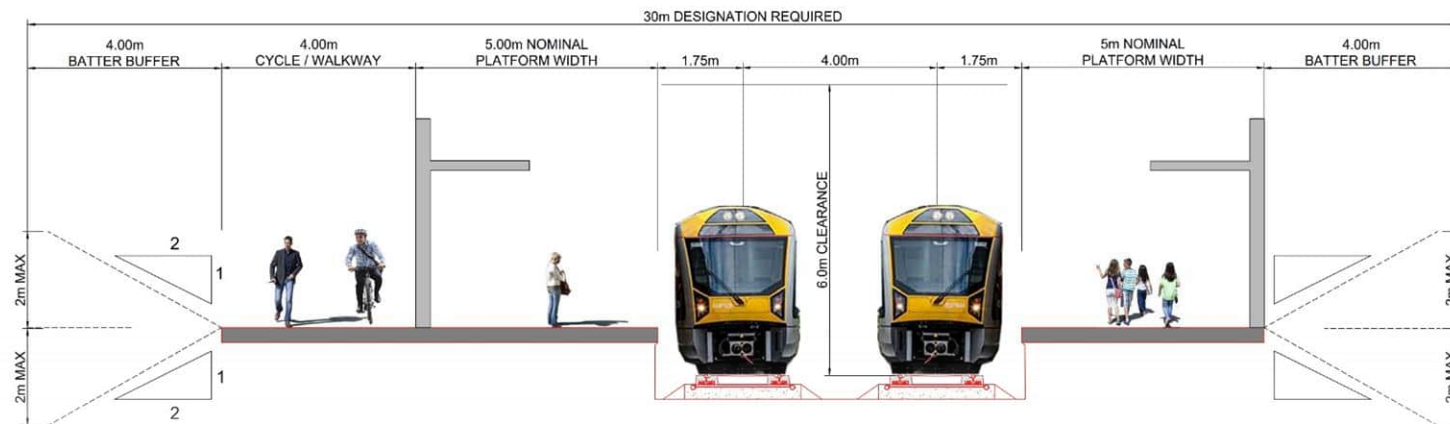 30m DESIGNATION REQUIRED
4.00m
BATTER BUFFER
4.00m
CYCLE / WALKWAY
5.00m NOMINAL
PLATFORM WIDTH
1.75m
4.00m
1.75m
5m NOMINAL
PLATFORM WIDTH
4.00m
BATTER BUFFER
6.0m CLEARANCE
2m MAX
2m MAX
2
1
1
2
2m MAX
2m MAX